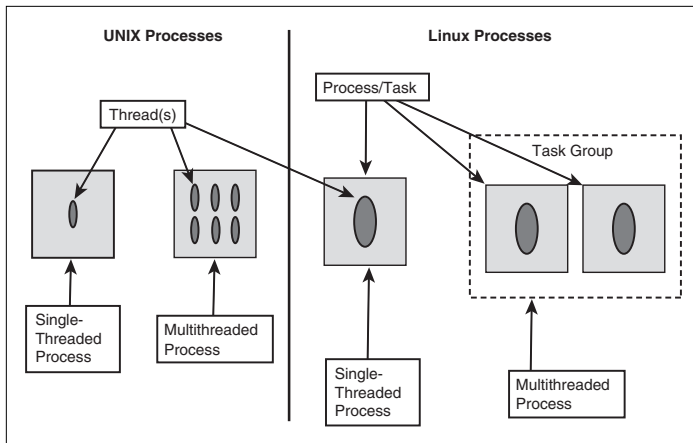 UNIX Processes
Linux Processes
Process/Task
Thread(s)
Task Group
Single-
Threaded
Process
Multithreaded
Process
Single-
Threaded
Process
Multithreaded
Process